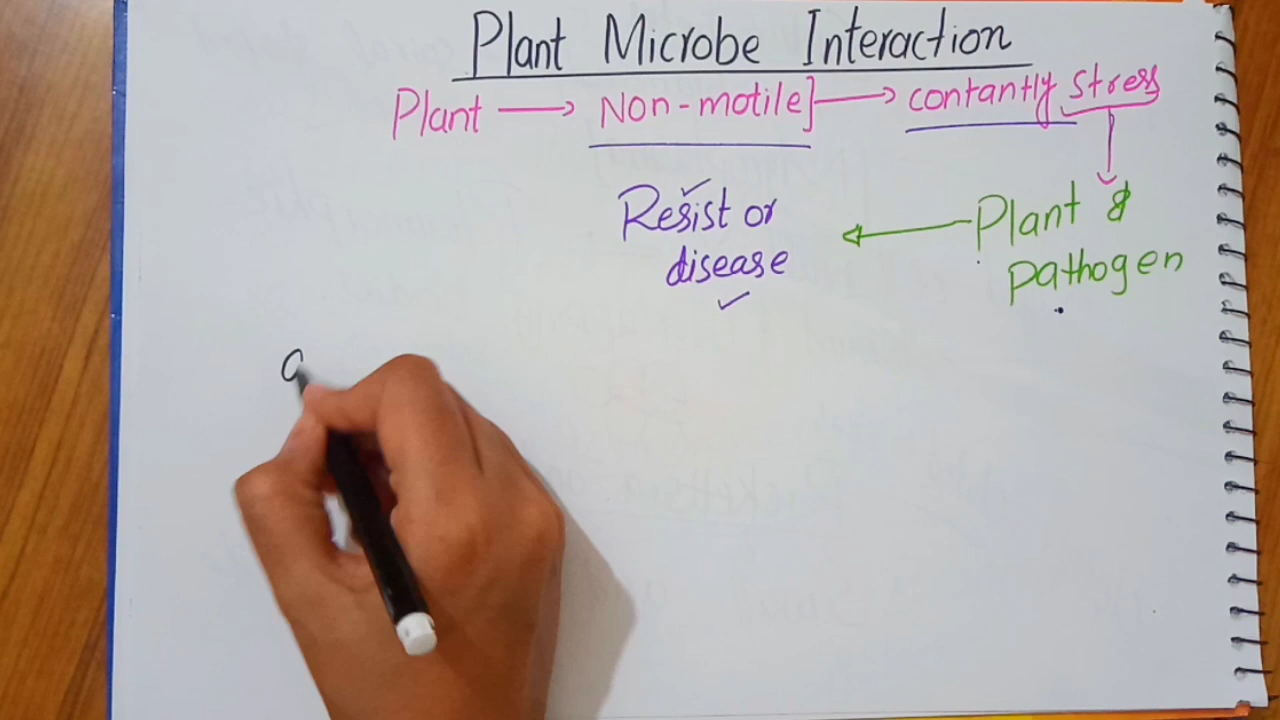 Plant Microbe Interaction
Plant → Non-motile] → contantly stress
Resist or
disease
Plant &
pathogen